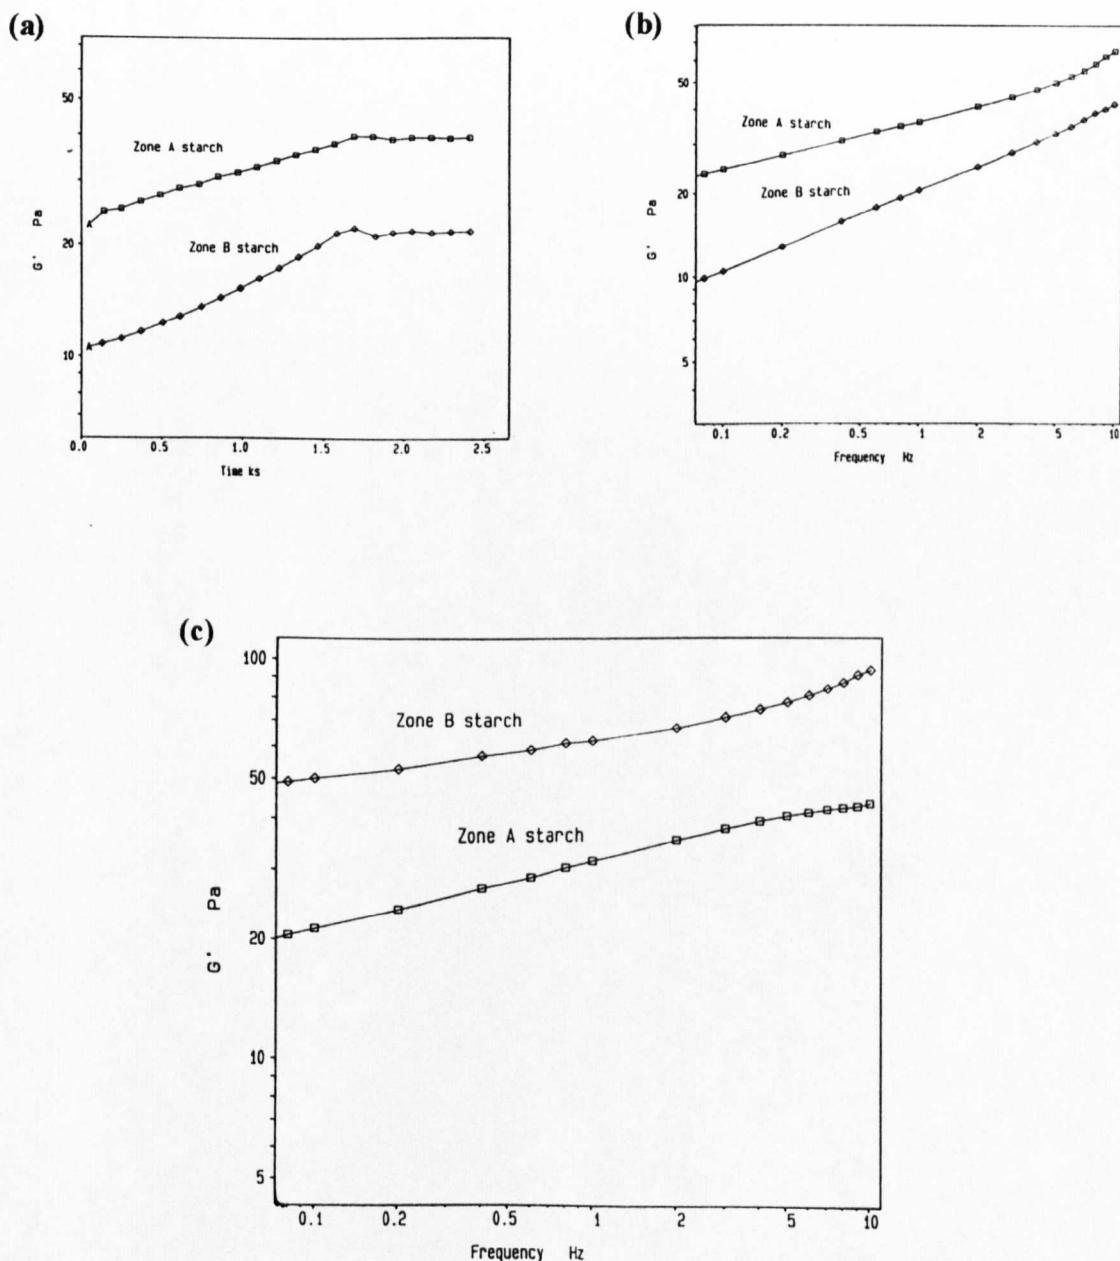 (a)
50
20
10
G' Pa
Zone A starch
Zone B starch
A
A
0.0 0.5 1.0 1.5 2.0 2.5
Time ks
(b)
50
20
10
5
G' Pa
Zone A starch
Zone B starch
0.1 0.2 0.5 1 2 5 10
Frequency Hz
(c)
100
50
20
10
5
G' Pa
Zone B starch
Zone A starch
0.1 0.2 0.5 1 2 5 10
Frequency Hz